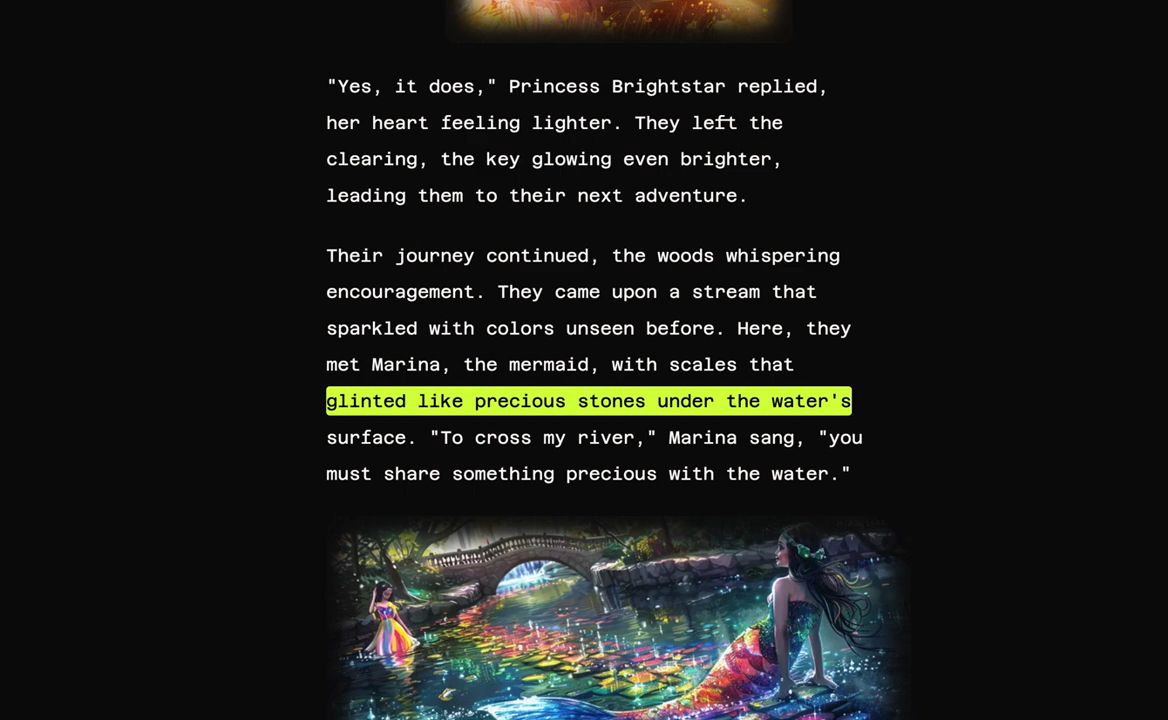 "Yes, it does," Princess Brightstar replied,
her heart feeling lighter. They left the
clearing, the key glowing even brighter,
leading them to their next adventure.
Their journey continued, the woods whispering
encouragement. They came upon a stream that
sparkled with colors unseen before. Here, they
met Marina, the mermaid, with scales that
glinted like precious stones under the water's
surface. "To cross my river," Marina sang, "you
must share something precious with the water."